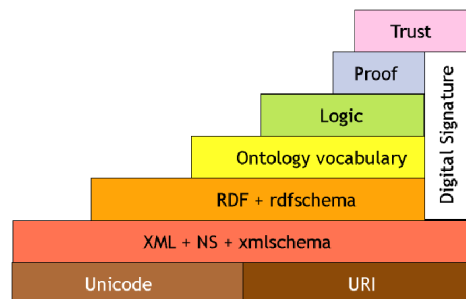 Trust
Proof
Digital Signature
Logic
Ontology vocabulary
RDF + rdfschema
XML + NS + xmlschema
Unicode
URI